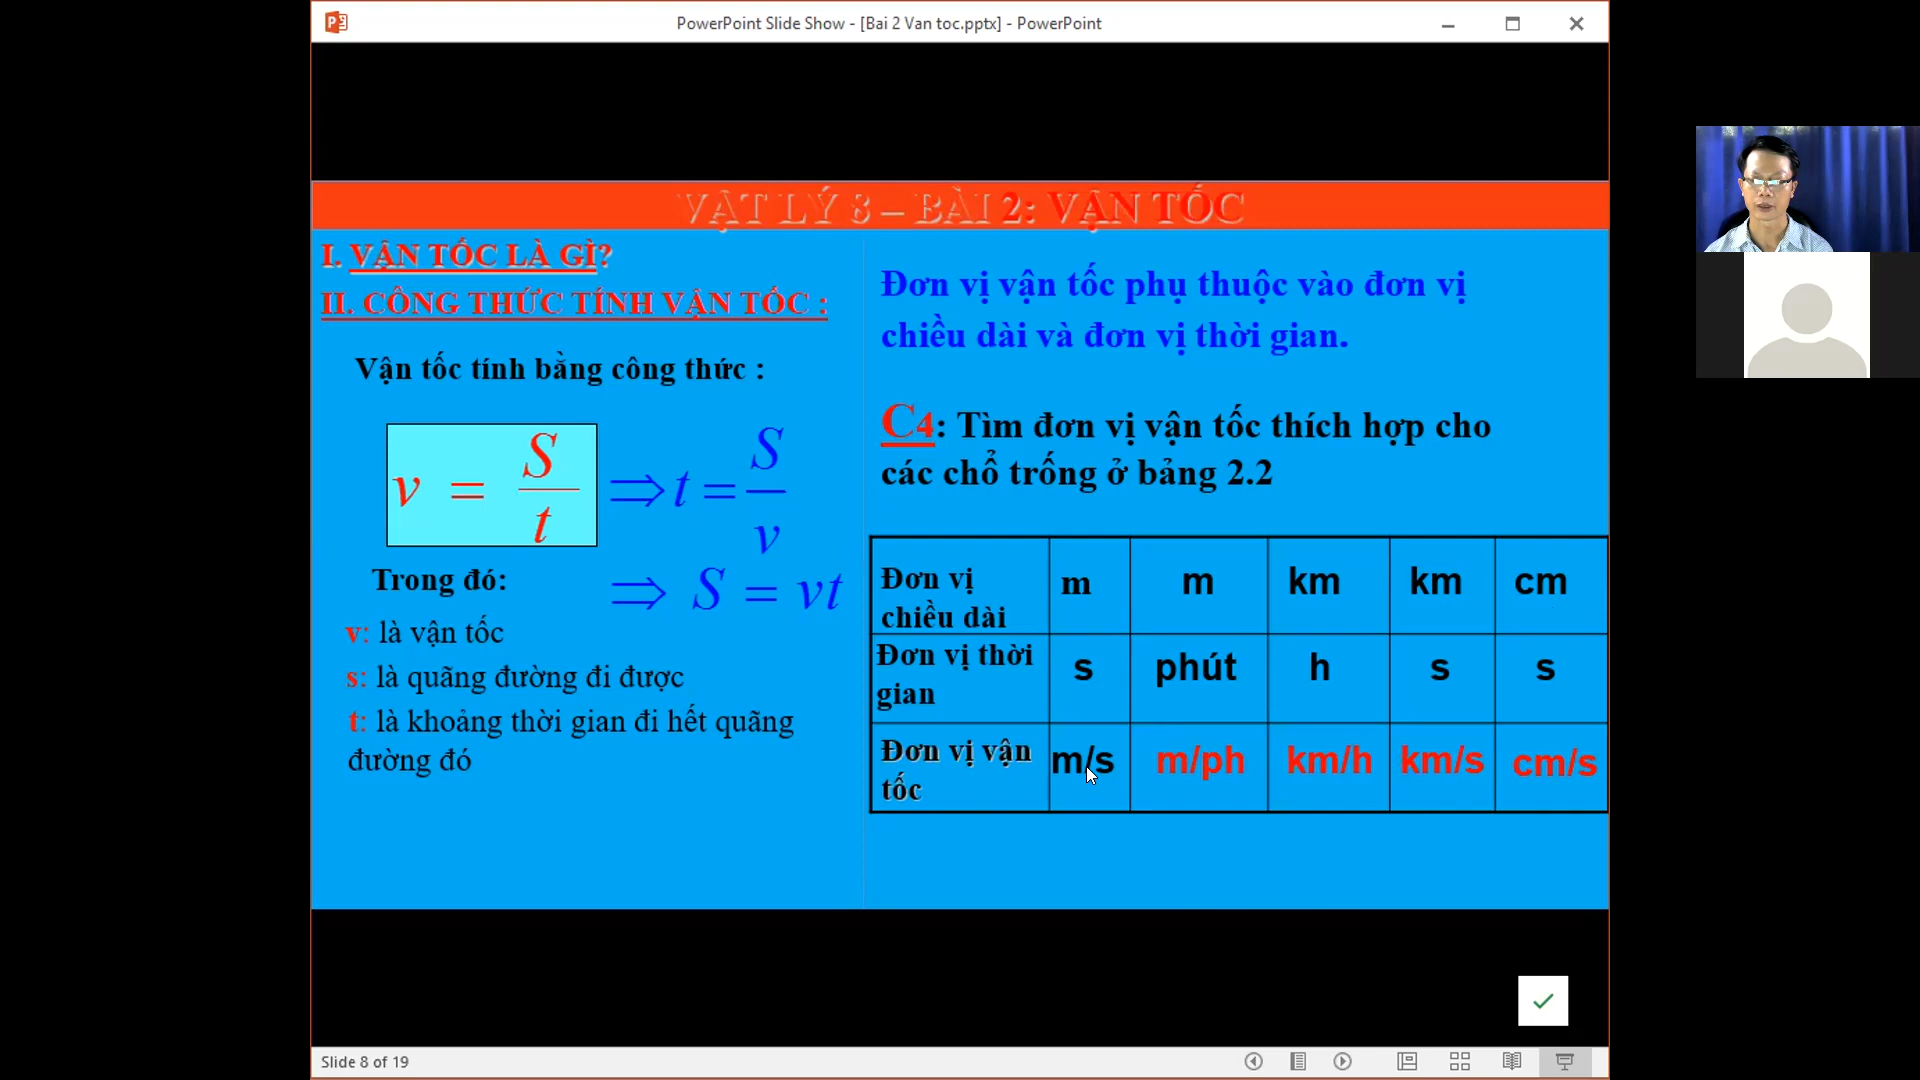 PowerPoint Slide Show - [Bai 2 Van toc.pptx] - PowerPoint
VẬT LÝ 8 – BÀI 2: VẬN TỐC
I. VẬN TỐC LÀ GÌ?
II. CÔNG THỨC TÍNH VẬN TỐC :
Vận tốc tính bằng công thức :
v = S/t ⇒ t = S/v
⇒ S = vt
Trong đó:
v: là vận tốc
s: là quãng đường đi được
t: là khoảng thời gian đi hết quãng
đường đó
Đơn vị vận tốc phụ thuộc vào đơn vị
chiều dài và đơn vị thời gian.
C4: Tìm đơn vị vận tốc thích hợp cho
các chổ trống ở bảng 2.2
Đơn vị
chiều dài
m m km km cm
Đơn vị thời
gian
s phút h s s
Đơn vị vận
tốc
m/s m/ph km/h km/s cm/s
Slide 8 of 19